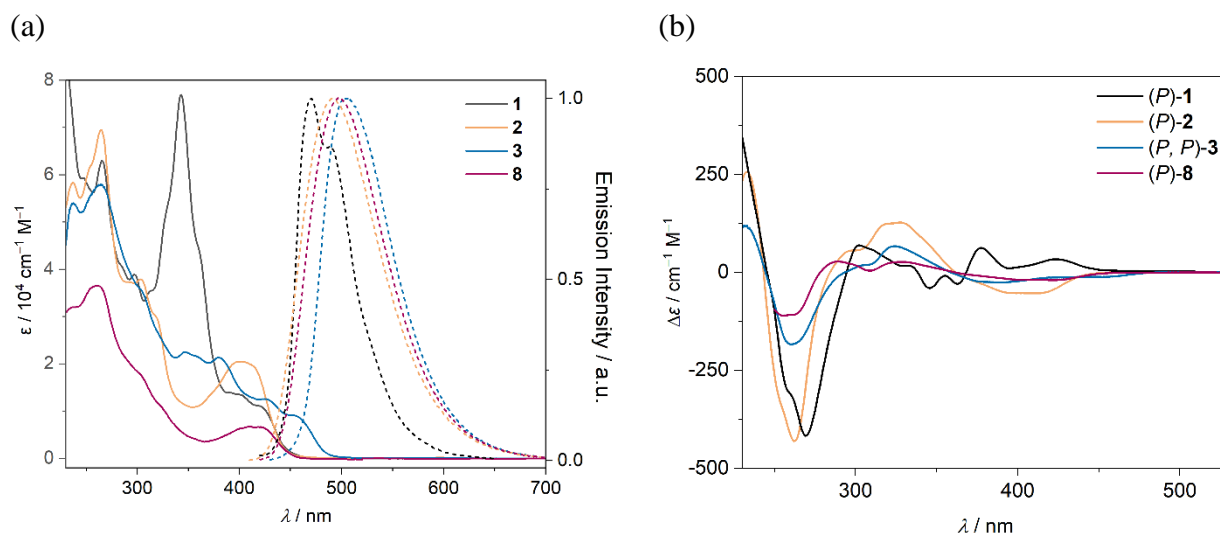 (a)
(b)
8
6
4
2
0
ε / 10⁴ cm⁻¹ M⁻¹
300
400
500
600
700
λ / nm
1.0
0.5
0.0
Emission Intensity / a.u.
1
2
3
8
500
250
0
-250
-500
Δε / cm⁻¹ M⁻¹
300
400
500
λ / nm
(P)-1
(P)-2
(P, P)-3
(P)-8